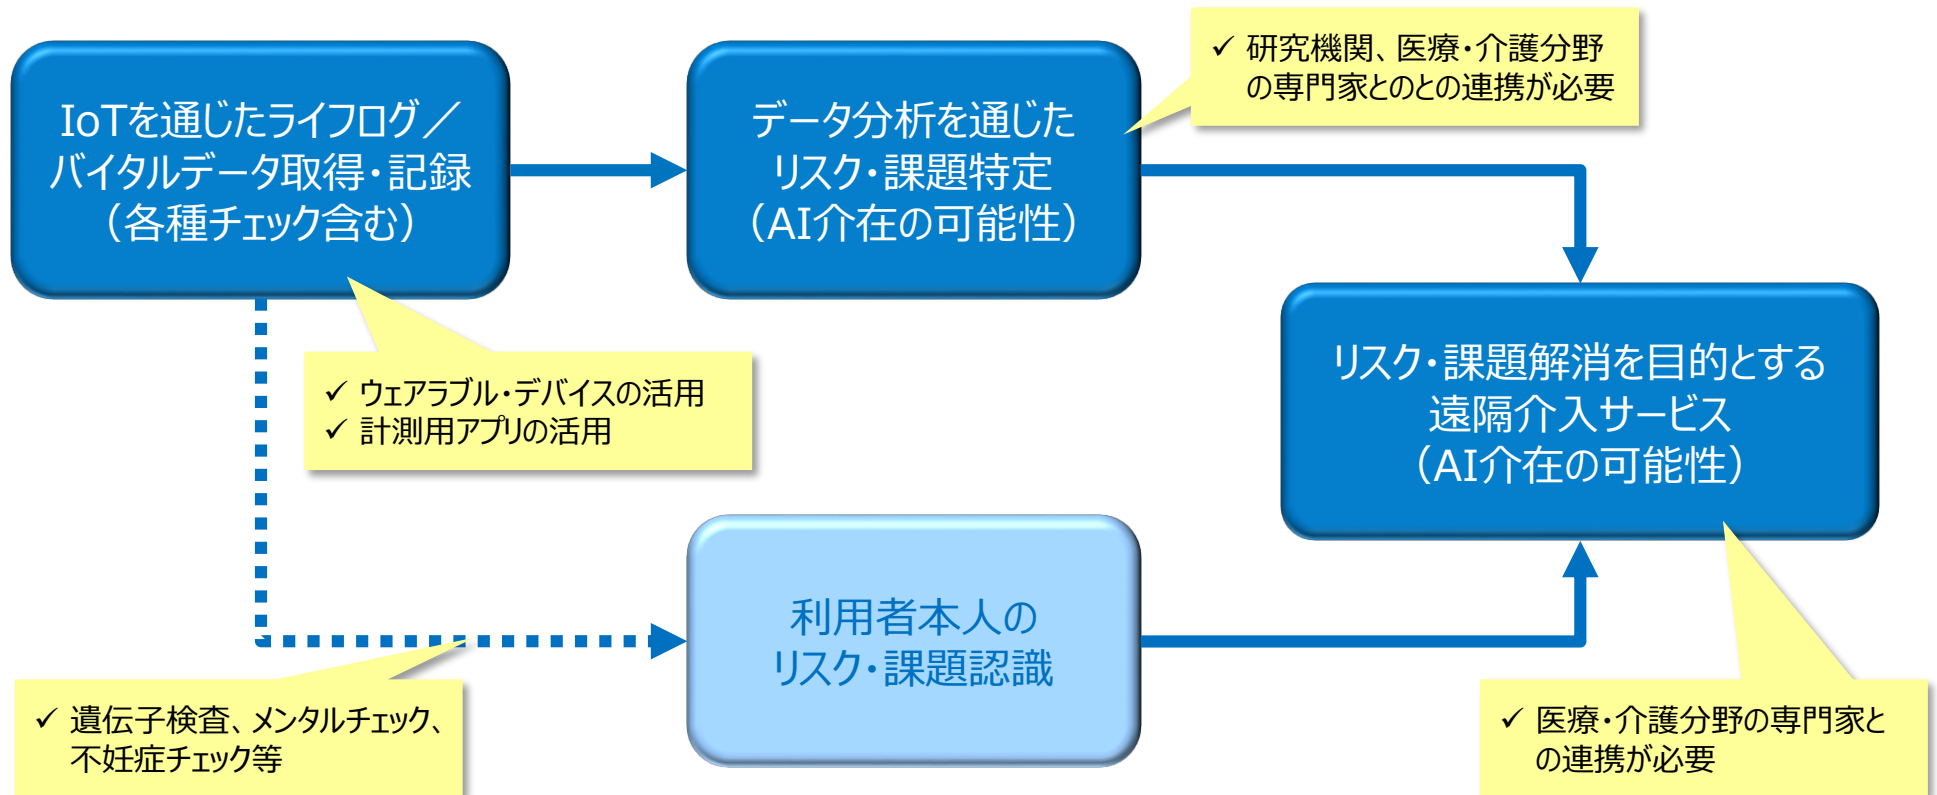 IoTを通じたライフログ／
バイタルデータ取得・記録
（各種チェック含む）
データ分析を通じた
リスク・課題特定
（AI介在の可能性）
✓ 研究機関、医療・介護分野
の専門家とのとの連携が必要
✓ ウェアラブル・デバイスの活用
✓ 計測用アプリの活用
リスク・課題解消を目的とする
遠隔介入サービス
（AI介在の可能性）
利用者本人の
リスク・課題認識
✓ 遺伝子検査、メンタルチェック、
不妊症チェック等
✓ 医療・介護分野の専門家と
の連携が必要